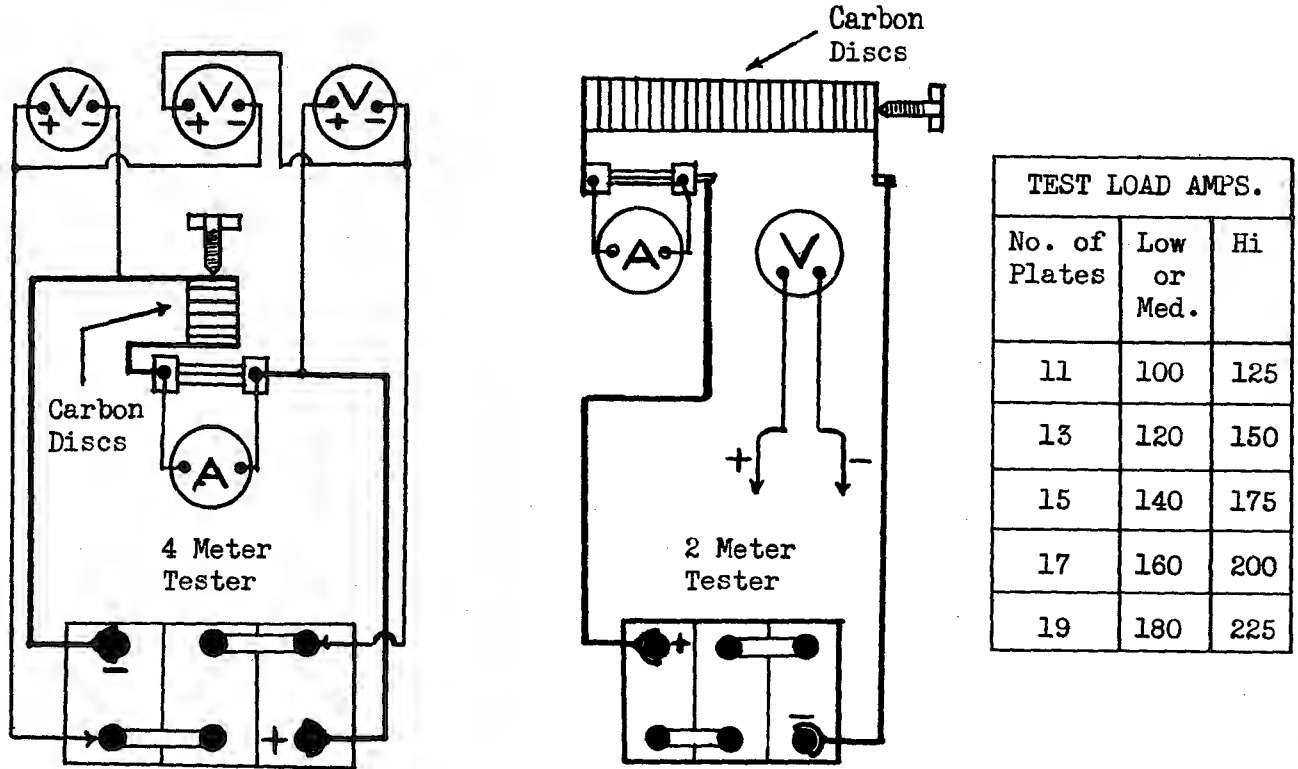 Carbon
Discs
V
+ -
V
+ -
V
+ -
Carbon
Discs
A
4 Meter
Tester
-
+
A
V
+ -
2 Meter
Tester
+
-
TEST LOAD AMPS.
No. of Plates Low or Med. Hi
11 100 125
13 120 150
15 140 175
17 160 200
19 180 225